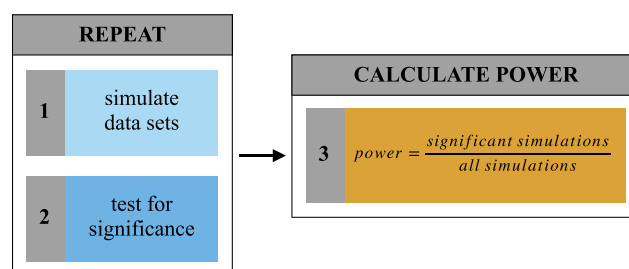 REPEAT
1
simulate
data sets
2
test for
significance
CALCULATE POWER
3
power = significant simulations
all simulations